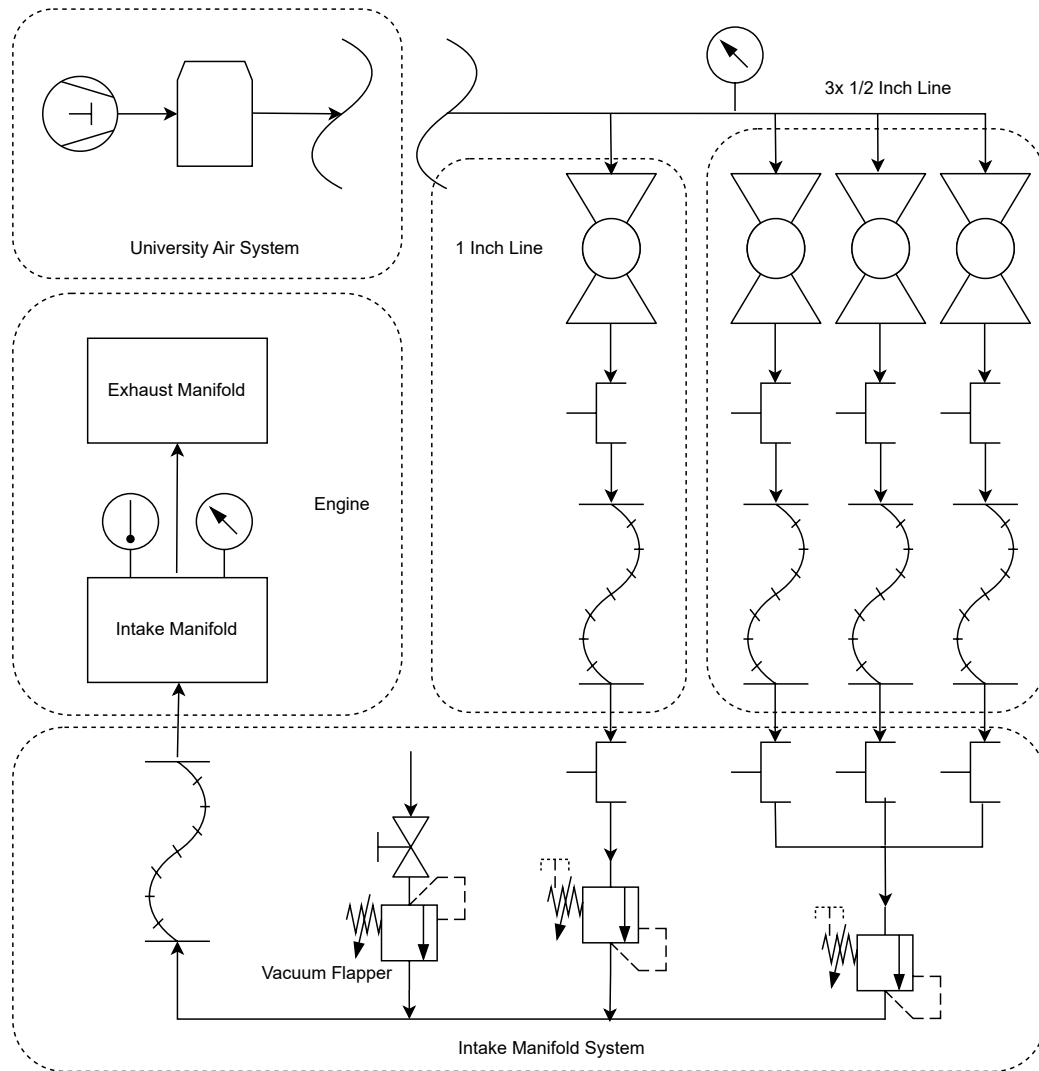 3x 1/2 Inch Line
University Air System
1 Inch Line
Exhaust Manifold
Engine
Intake Manifold
Vacuum Flapper
Intake Manifold System